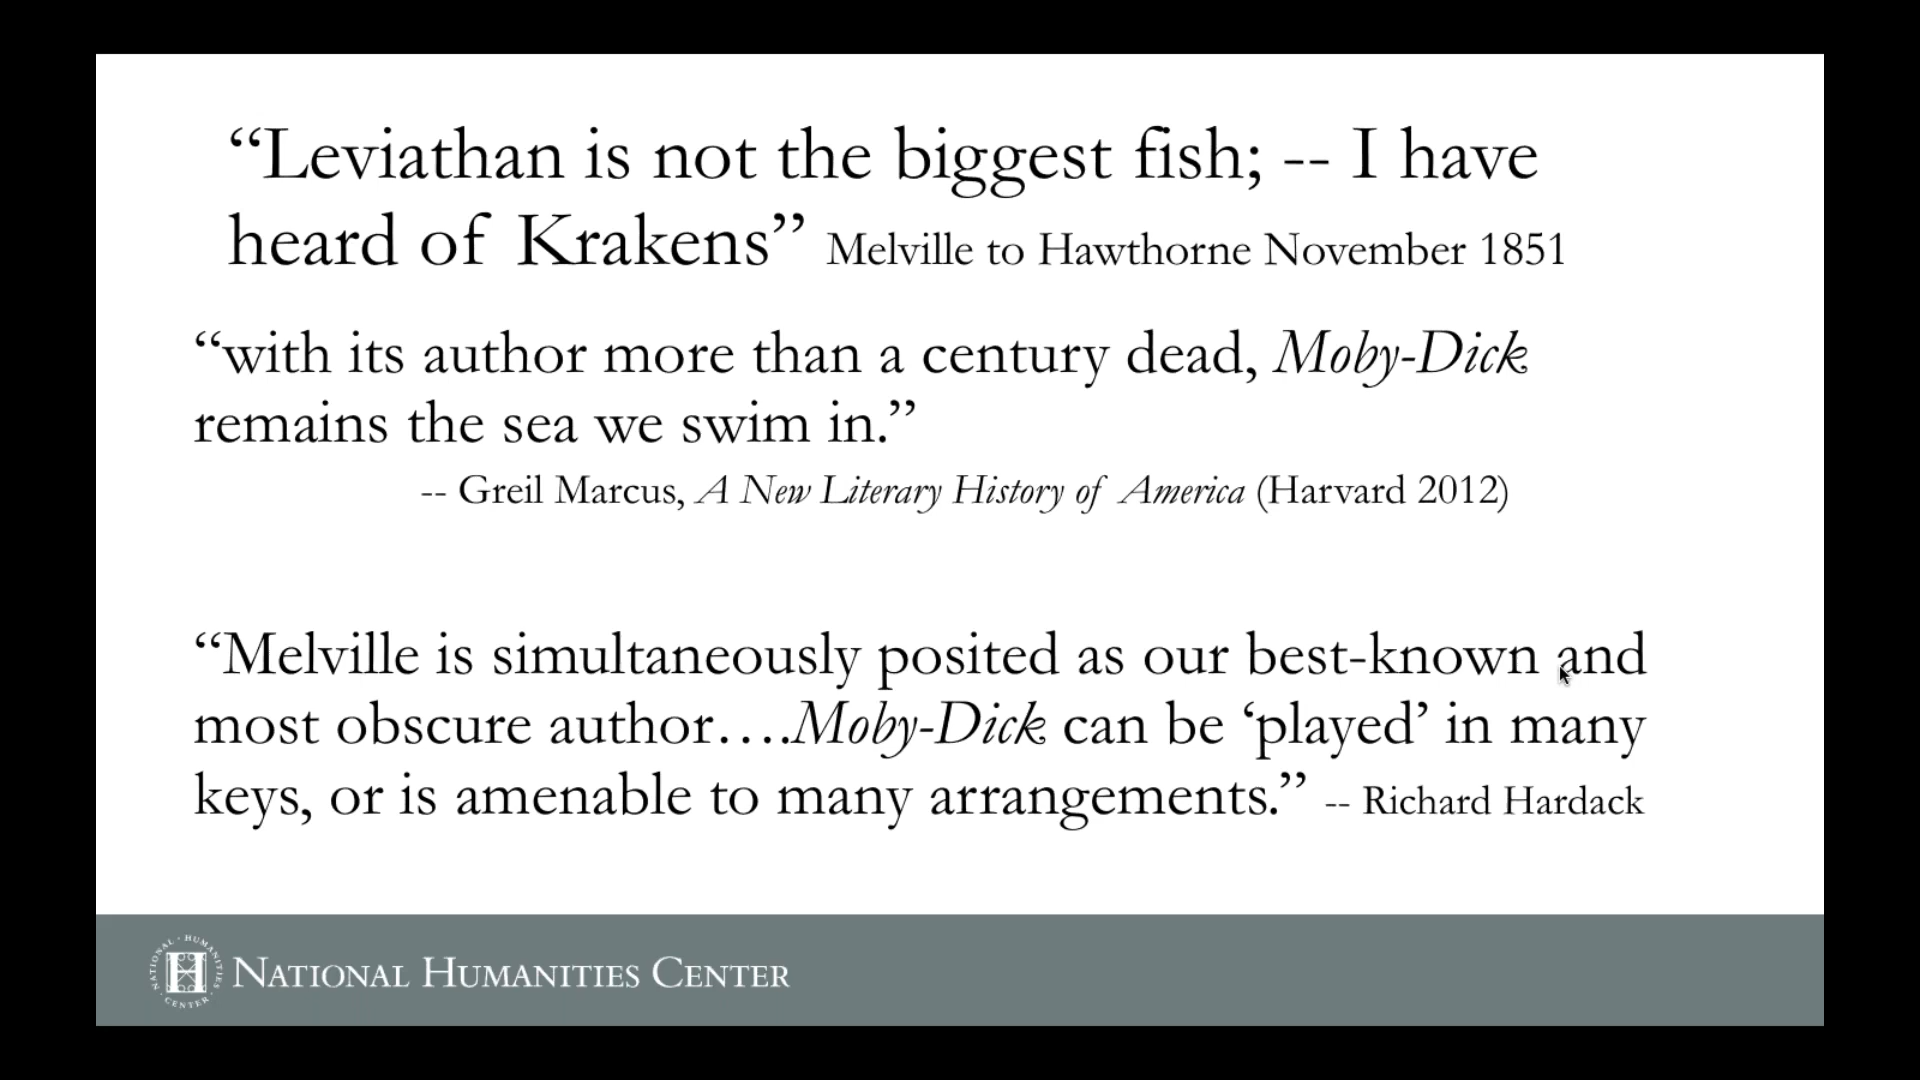 “Leviathan is not the biggest fish; -- I have
heard of Krakens” Melville to Hawthorne November 1851
“with its author more than a century dead, Moby-Dick
remains the sea we swim in.”
-- Greil Marcus, A New Literary History of America (Harvard 2012)
“Melville is simultaneously posited as our best-known and
most obscure author….Moby-Dick can be ‘played’ in many
keys, or is amenable to many arrangements.” -- Richard Hardack
NATIONAL · HUMANITIES · CENTER ·
H
NATIONAL HUMANITIES CENTER